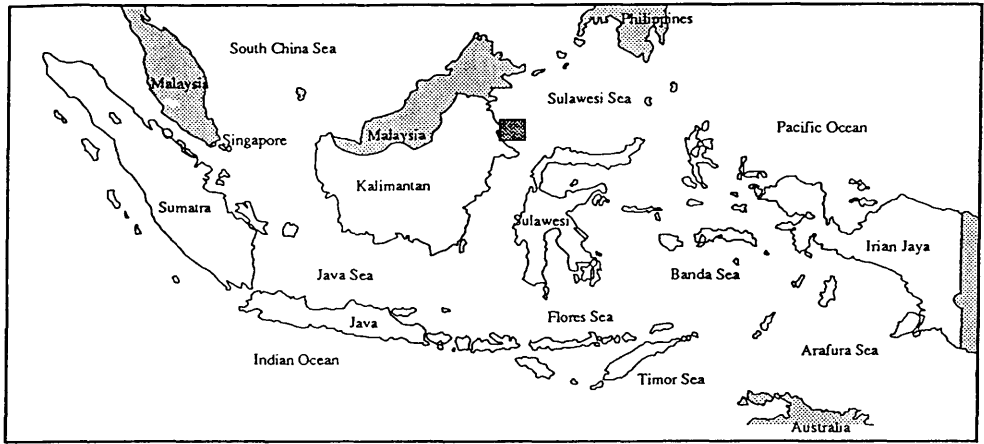 Philippines
South China Sea
Malaysia
Sulawesi Sea
Pacific Ocean
Malaysia
Singapore
Kalimantan
Sumatra
Sulawesi
Irian Jaya
Java Sea
Banda Sea
Flores Sea
Java
Arafura Sea
Indian Ocean
Timor Sea
Australia